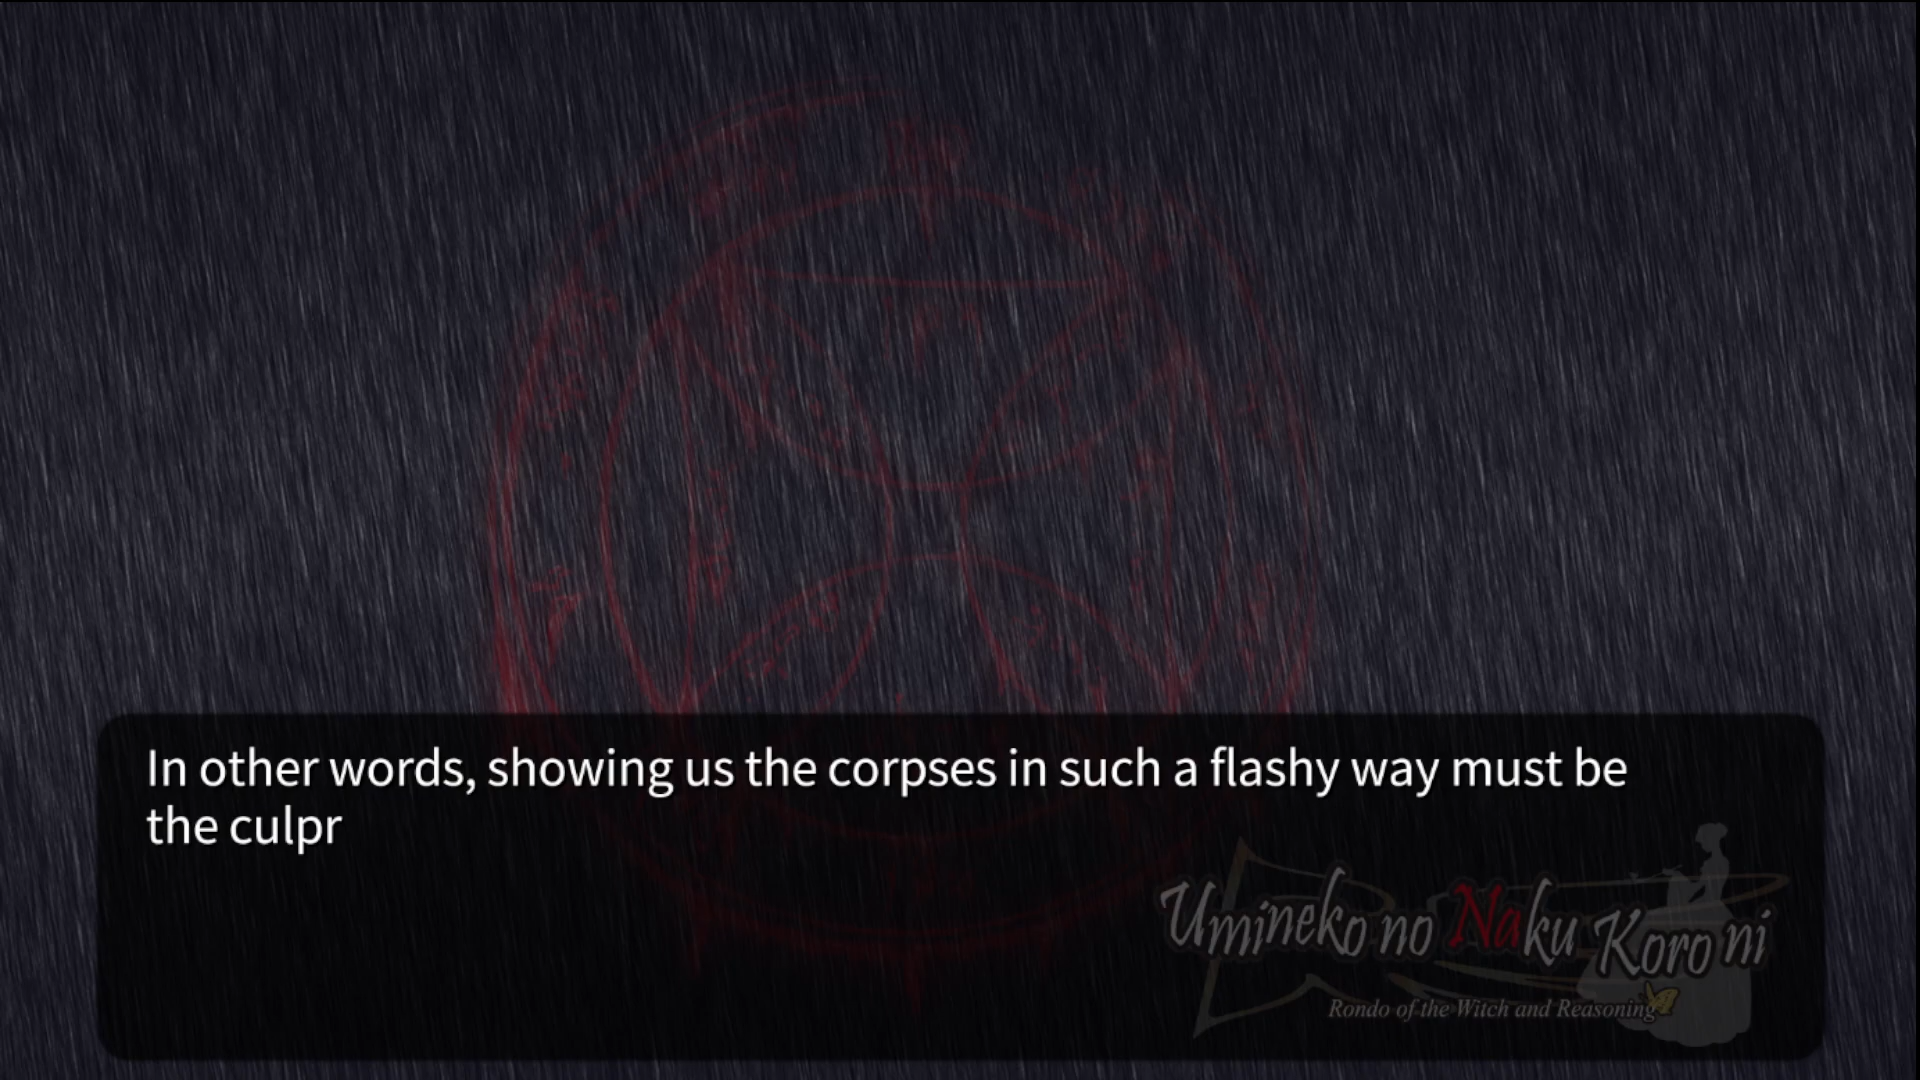 In other words, showing us the corpses in such a flashy way must be
the culpr
Umineko no Naku Koro ni
Rondo of the Witch and Reasoning